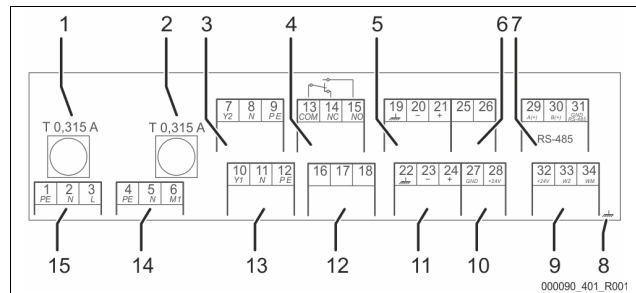 1 2 3 4 5 6 7
T 0,315 A T 0,315 A
7 8 9 13 14 15 19 20 21 25 26 29 30 31
Y2 N PE COM NC NO − + A(+) B(+) GND
RS-485
RS-485
10 11 12 16 17 18 22 23 24 27 28 32 33 34
Y1 N PE − + GND +24V +24V WZ WM
1 2 3 4 5 6
PE N L PE N M1
15 14 13 12 11 10 9 8
000090_401_R001